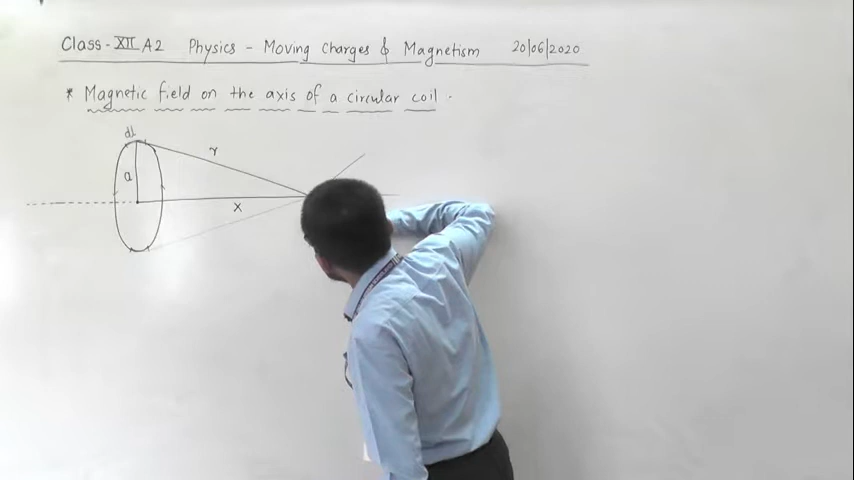 Class-XII A2 Physics - Moving Charges & Magnetism 20/06/2020
* Magnetic field on the axis of a circular coil.
dl
r
a
x